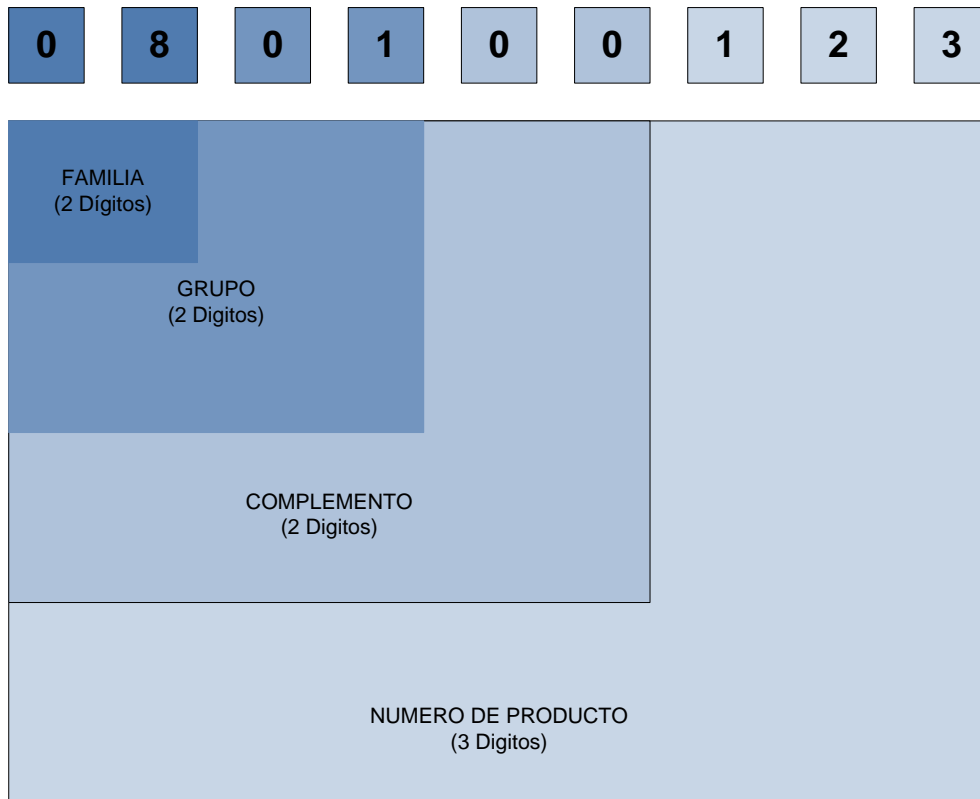 0 8 0 1 0 0 1 2 3
FAMILIA
(2 Dígitos)
GRUPO
(2 Digitos)
COMPLEMENTO
(2 Digitos)
NUMERO DE PRODUCTO
(3 Digitos)